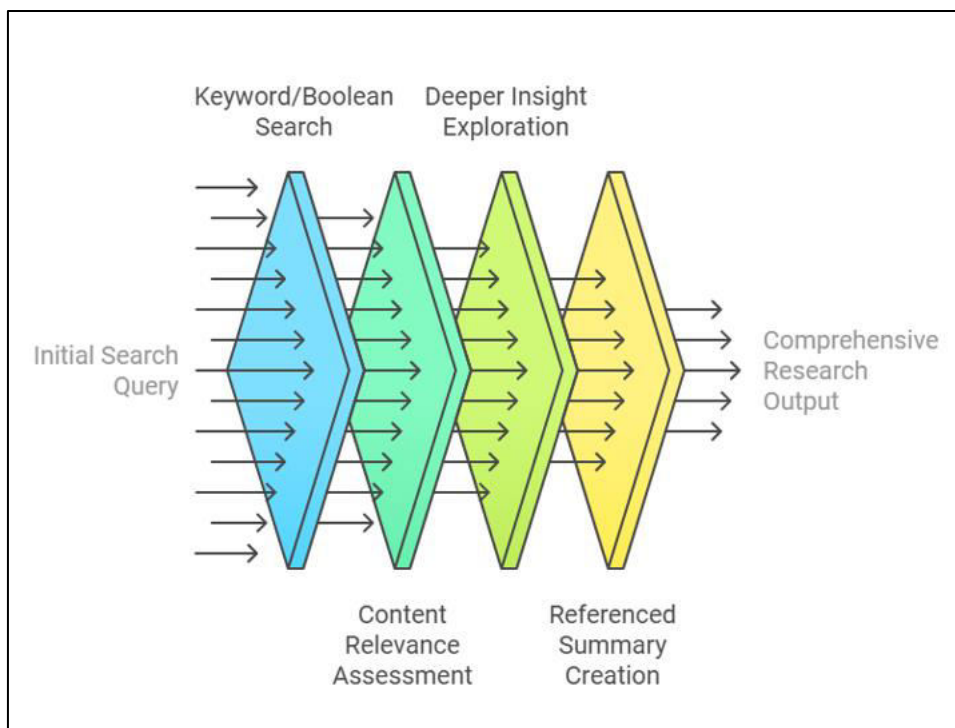 Keyword/Boolean
Search
Deeper Insight
Exploration
Initial Search
Query
Comprehensive
Research
Output
Content
Relevance
Assessment
Referenced
Summary
Creation